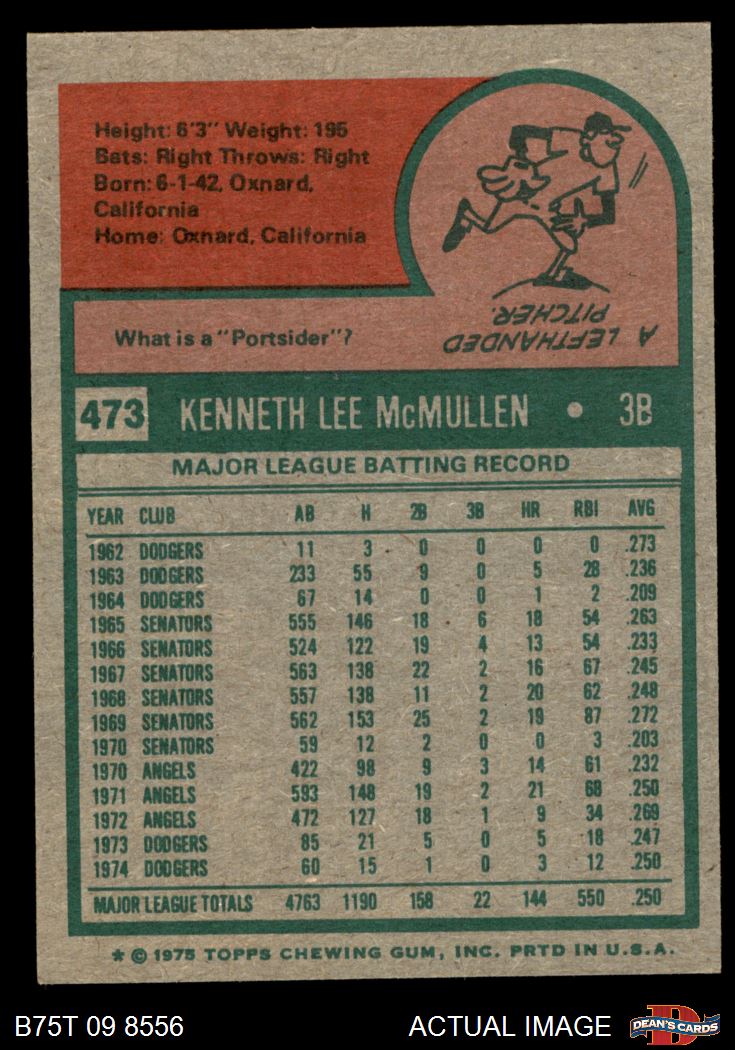 Height: 6'3" Weight: 195
Bats: Right Throws: Right
Born: 6-1-42, Oxnard,
California
Home: Oxnard, California
What is a "Portsider"?
A LEFTHANDED
PITCHER.
473 KENNETH LEE McMULLEN • 3B
MAJOR LEAGUE BATTING RECORD
YEAR CLUB AB H 2B 3B HR RBI AVG
1962 DODGERS 11 3 0 0 0 0 .273
1963 DODGERS 233 55 9 0 5 28 .236
1964 DODGERS 67 14 0 0 1 2 .209
1965 SENATORS 555 146 18 6 18 54 .263
1966 SENATORS 524 122 19 4 13 54 .233
1967 SENATORS 563 138 22 2 16 67 .245
1968 SENATORS 557 138 11 2 20 62 .248
1969 SENATORS 562 153 25 2 19 87 .272
1970 SENATORS 59 12 2 0 0 3 .203
1970 ANGELS 422 98 9 3 14 61 .232
1971 ANGELS 593 148 19 2 21 68 .250
1972 ANGELS 472 127 18 1 9 34 .269
1973 DODGERS 85 21 5 0 5 18 .247
1974 DODGERS 60 15 1 0 3 12 .250
MAJOR LEAGUE TOTALS 4763 1190 158 22 144 550 .250
* © 1975 TOPPS CHEWING GUM, INC. PRTD IN U.S.A.
B75T 09 8556 ACTUAL IMAGE D DEAN'S CARDS